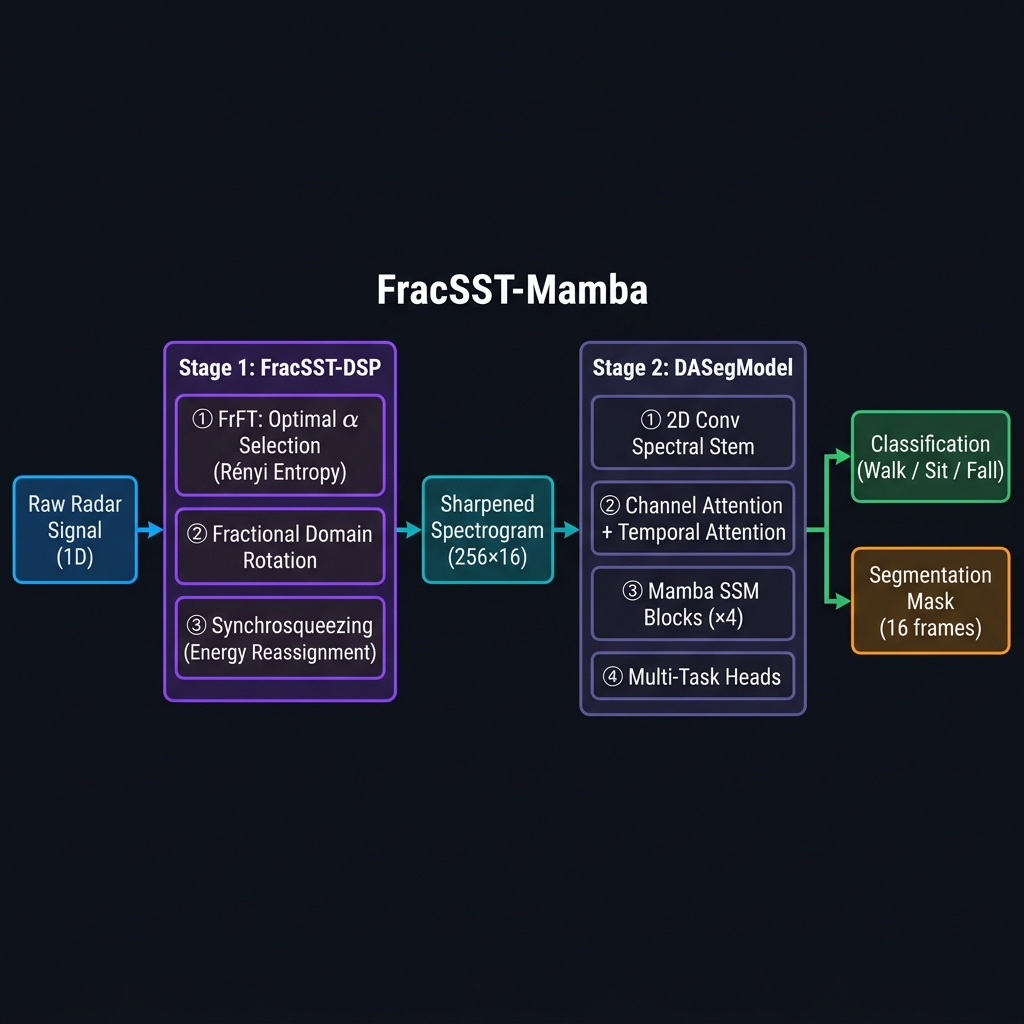 FracSST-Mamba
Raw Radar
Signal
(1D)
Stage 1: FracSST-DSP
① FrFT: Optimal α
Selection
(Rényi Entropy)
② Fractional Domain
Rotation
③ Synchrosqueezing
(Energy Reassignment)
Sharpened
Spectrogram
(256×16)
Stage 2: DASegModel
① 2D Conv
Spectral Stem
② Channel Attention
+ Temporal Attention
③ Mamba SSM
Blocks (×4)
④ Multi-Task Heads
Classification
(Walk / Sit / Fall)
Segmentation
Mask
(16 frames)